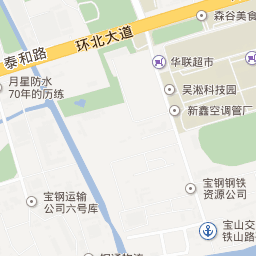 森谷美食
环北大道
泰和路
华联超市
月星防水
70年的历练
吴淞科技园
新鑫空调管厂
宝钢钢铁
资源公司
宝钢运输
公司六号库
宝山交
铁山路